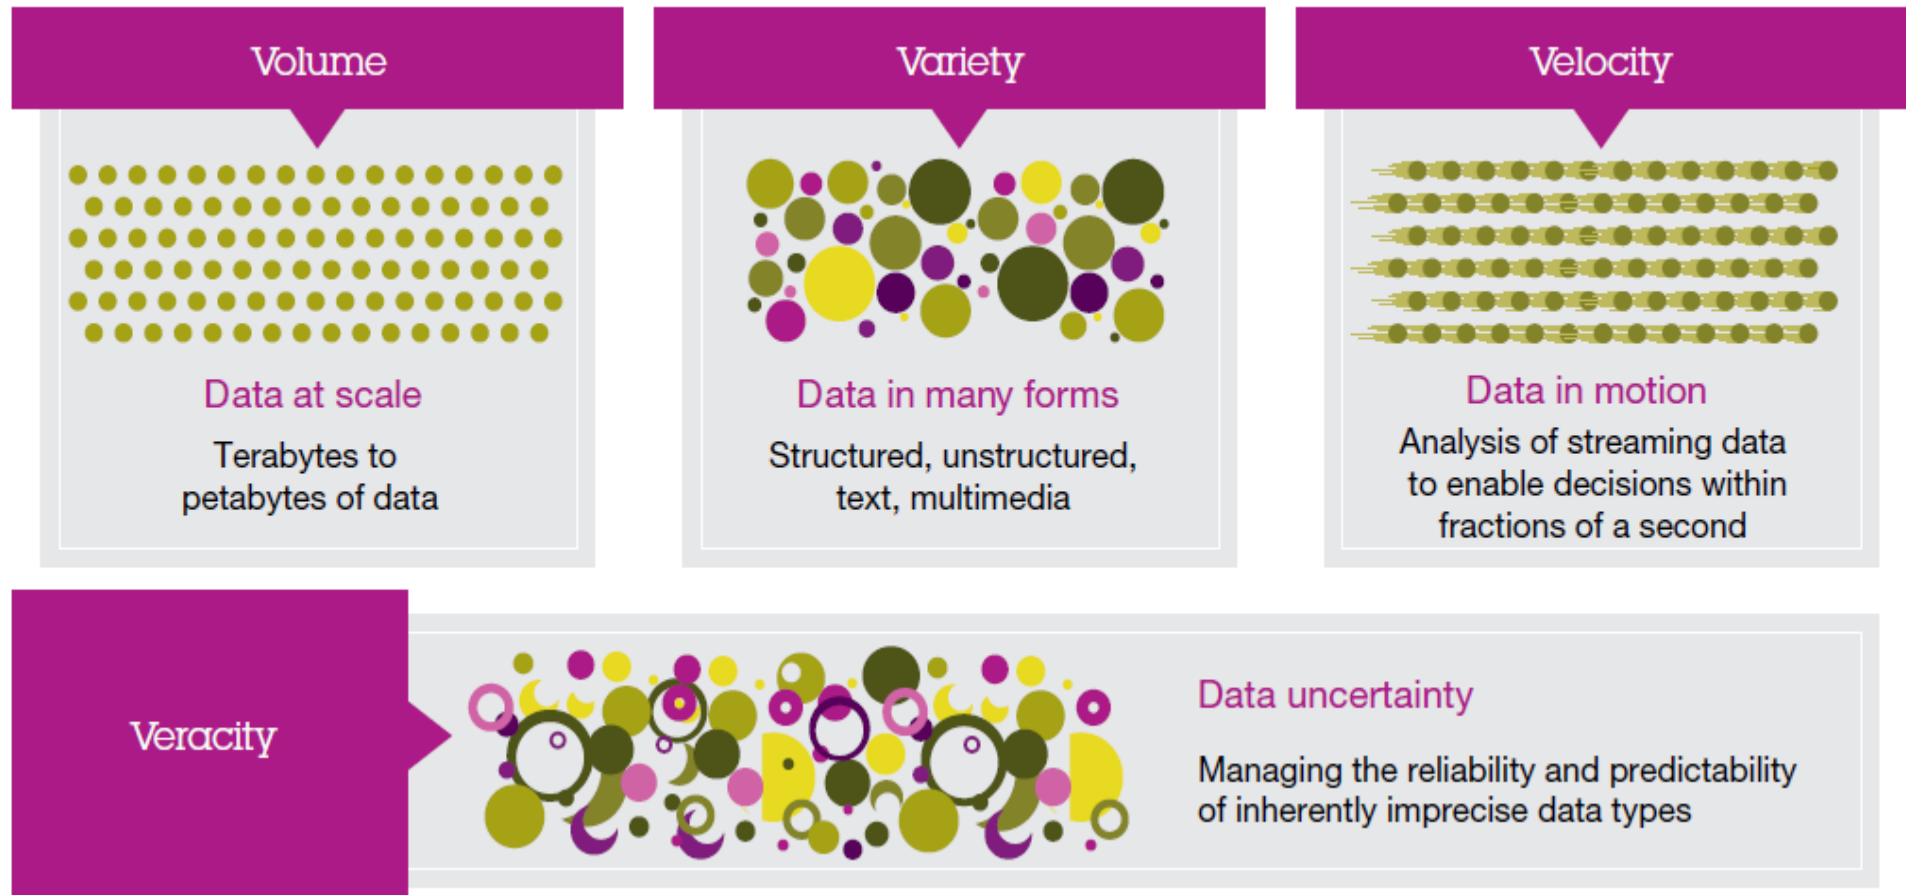 Volume
Data at scale
Terabytes to
petabytes of data
Variety
Data in many forms
Structured, unstructured,
text, multimedia
Velocity
Data in motion
Analysis of streaming data
to enable decisions within
fractions of a second
Veracity
Data uncertainty
Managing the reliability and predictability
of inherently imprecise data types